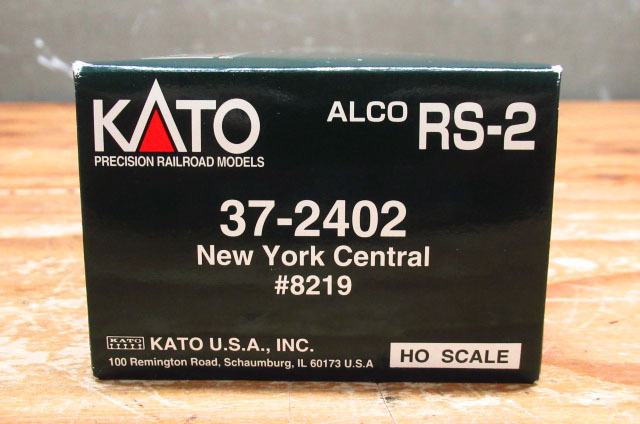 KATO
PRECISION RAILROAD MODELS
ALCO RS-2
37-2402
New York Central
#8219
KATO KATO U.S.A., INC.
100 Remington Road, Schaumburg, IL 60173 U.S.A
HO SCALE